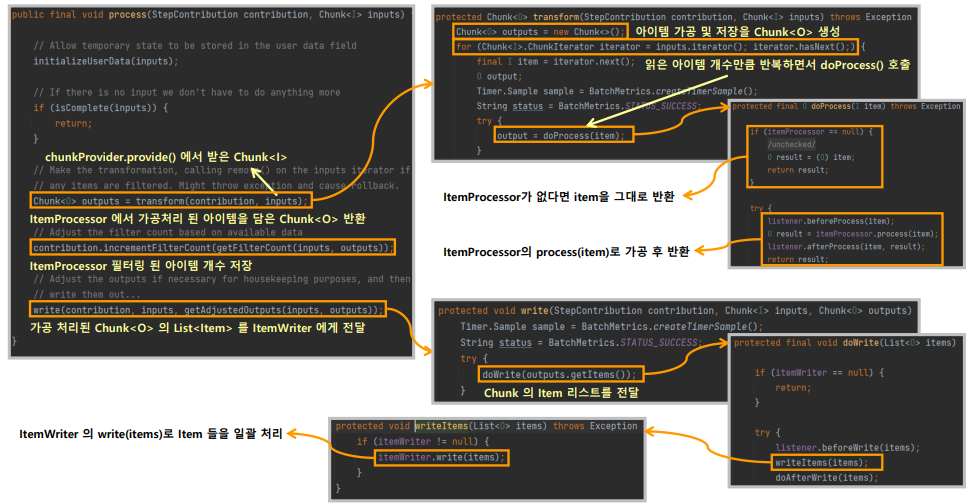 public final void process(StepContribution contribution, Chunk<I> inputs)
// Allow temporary state to be stored in the user data field
initializeUserData(inputs);
// If there is no input we don't have to do anything more
if (isComplete(inputs)) {
return;
}
chunkProvider.provide() 에서 받은 Chunk<I>
// Make the transformation, calling remove() on the inputs iterator if
// any items are filtered. Might throw exception and cause rollback.
Chunk<O> outputs = transform(contribution, inputs);
ItemProcessor 에서 가공처리 된 아이템을 담은 Chunk<O> 반환
// Adjust the filter count based on available data
contribution.incrementFilterCount(getFilterCount(inputs, outputs));
ItemProcessor 필터링 된 아이템 개수 저장
// Adjust the outputs if necessary for housekeeping purposes, and then
// write them out...
write(contribution, inputs, getAdjustedOutputs(inputs, outputs));
가공 처리된 Chunk<O> 의 List<Item> 를 ItemWriter 에게 전달
}
protected Chunk<O> transform(StepContribution contribution, Chunk<I> inputs) throws Exception
Chunk<O> outputs = new Chunk<>(); 아이템 가공 및 저장을 Chunk<O> 생성
for (Chunk<I>.ChunkIterator iterator = inputs.iterator(); iterator.hasNext();) {
final I item = iterator.next(); 읽은 아이템 개수만큼 반복하면서 doProcess() 호출
O output;
Timer.Sample sample = BatchMetrics.createTimerSample();
String status = BatchMetrics.STATUS_SUCCESS;
try {
output = doProcess(item);
}
protected final O doProcess(I item) throws Exception
if (itemProcessor == null) {
/unchecked/
O result = (O) item;
return result;
}
try {
listener.beforeProcess(item);
O result = itemProcessor.process(item);
listener.afterProcess(item, result);
return result;
ItemProcessor가 없다면 item을 그대로 반환
ItemProcessor의 process(item)로 가공 후 반환
protected void write(StepContribution contribution, Chunk<I> inputs, Chunk<O> outputs)
Timer.Sample sample = BatchMetrics.createTimerSample();
String status = BatchMetrics.STATUS_SUCCESS;
try {
doWrite(outputs.getItems());
} Chunk 의 Item 리스트를 전달
protected final void doWrite(List<O> items)
if (itemWriter == null) {
return;
}
try {
listener.beforeWrite(items);
writeItems(items);
doAfterWrite(items);
protected void writeItems(List<O> items) throws Exception
if (itemWriter != null) {
itemWriter.write(items);
}
}
ItemWriter 의 write(items)로 Item 들을 일괄 처리